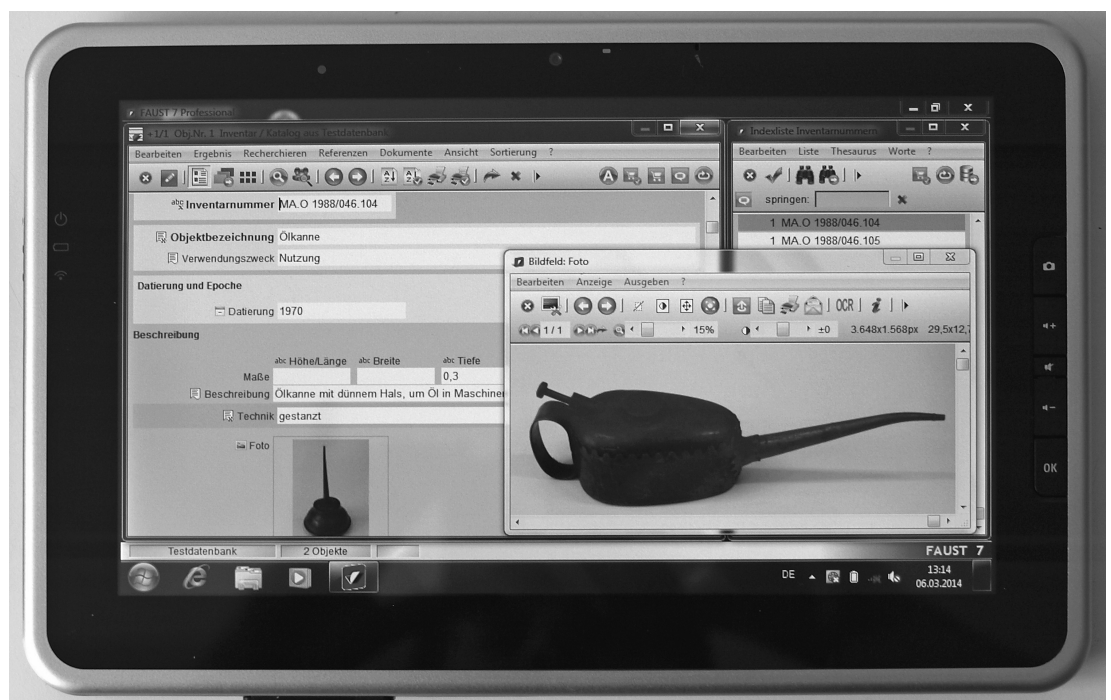 FAUST 7 Professional
1/1 Obj.Nr. 1 Inventar / Katalog aus Testdatenbank
Bearbeiten Ergebnis Recherchieren Referenzen Dokumente Ansicht Sortierung ?
abc Inventarnummer MA.O 1988/046.104
Objektbezeichnung Ölkanne
Verwendungszweck Nutzung
Datierung und Epoche
Datierung 1970
Beschreibung
abc Höhe/Länge abc Breite abc Tiefe
Maße 0,3
Beschreibung Ölkanne mit dünnem Hals, um Öl in Maschinen
Technik gestanzt
Foto
Indexliste Inventarnummern
Bearbeiten Liste Thesaurus Worte ?
springen:
1 MA.O 1988/046.104
1 MA.O 1988/046.105
Bildfeld: Foto
Bearbeiten Anzeige Ausgeben ?
OCR i
1/1 15% ±0 3.648x1.568px 29,5x12,7
Testdatenbank 2 Objekte FAUST 7
DE 13:14
06.03.2014
OK